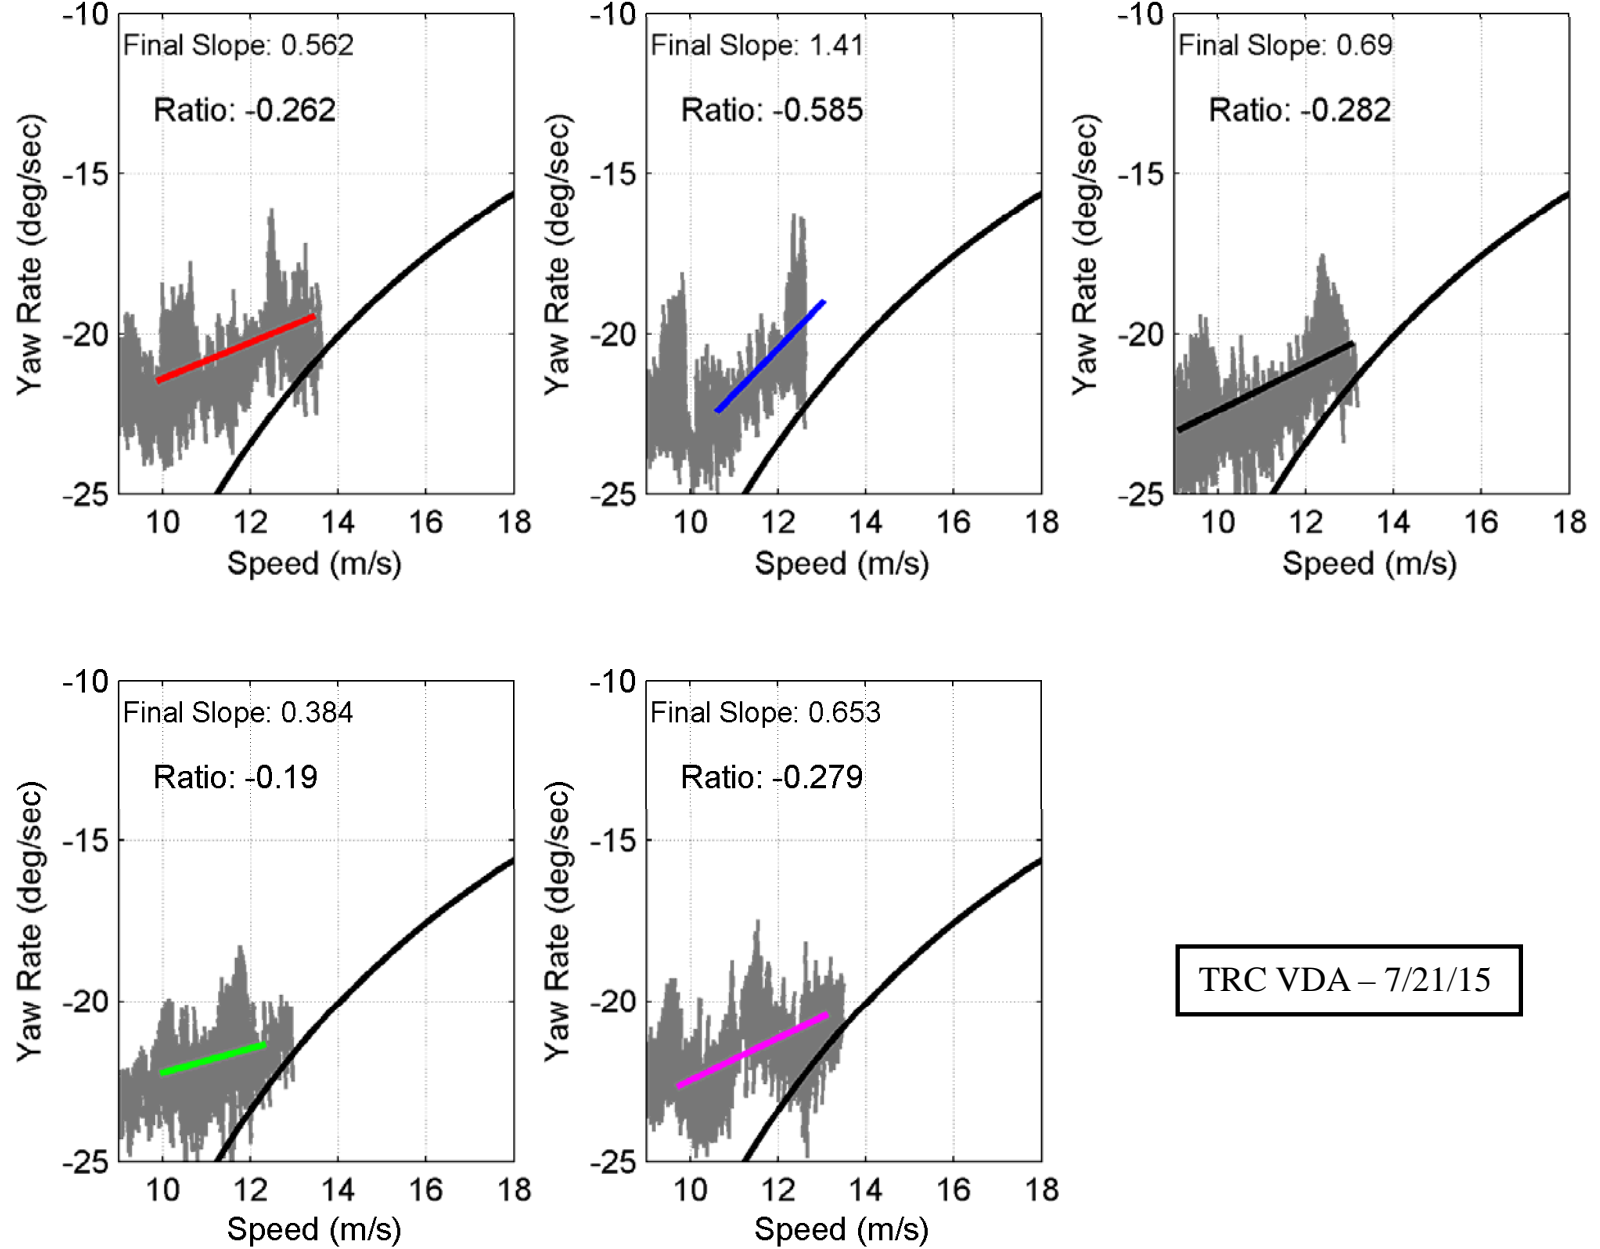 -10
-15
-20
-25
Yaw Rate (deg/sec)
Final Slope: 0.562
Ratio: -0.262
10 12 14 16 18
Speed (m/s)
-10
-15
-20
-25
Yaw Rate (deg/sec)
Final Slope: 1.41
Ratio: -0.585
10 12 14 16 18
Speed (m/s)
-10
-15
-20
-25
Yaw Rate (deg/sec)
Final Slope: 0.69
Ratio: -0.282
10 12 14 16 18
Speed (m/s)
-10
-15
-20
-25
Yaw Rate (deg/sec)
Final Slope: 0.384
Ratio: -0.19
10 12 14 16 18
Speed (m/s)
-10
-15
-20
-25
Yaw Rate (deg/sec)
Final Slope: 0.653
Ratio: -0.279
10 12 14 16 18
Speed (m/s)
TRC VDA – 7/21/15